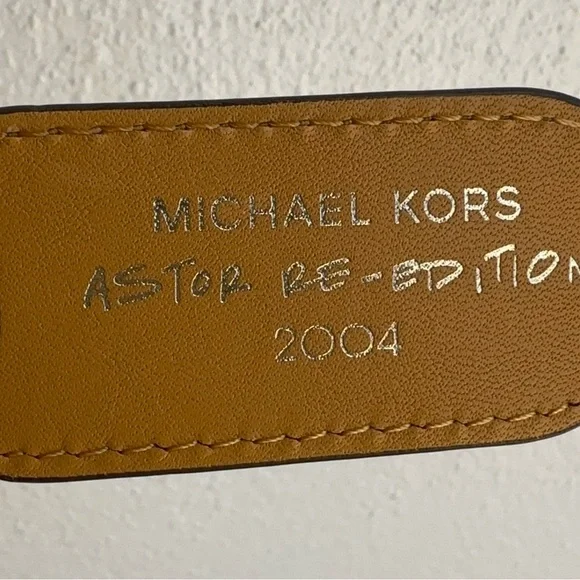 MICHAEL KORS
ASTOR RE-EDITION
2004